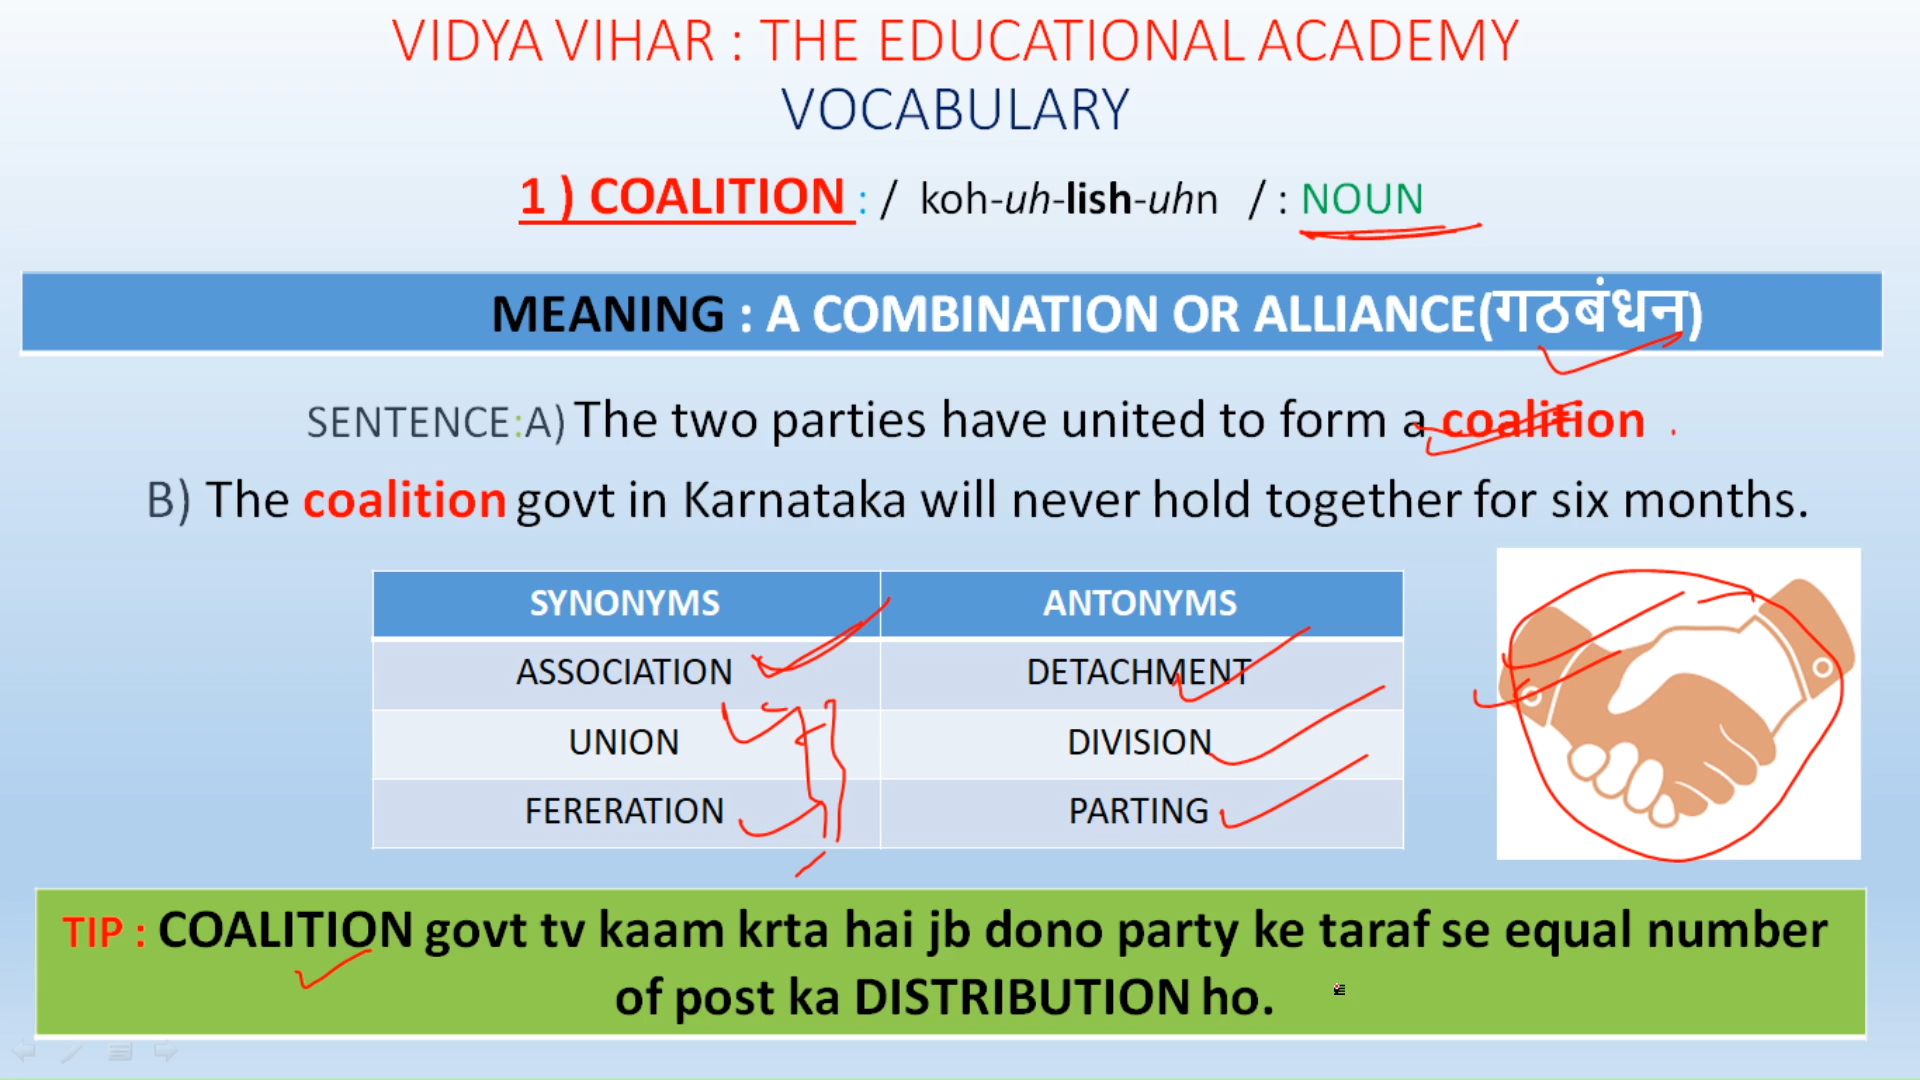 VIDYA VIHAR : THE EDUCATIONAL ACADEMY
VOCABULARY
1 ) COALITION : / koh-uh-lish-uhn / : NOUN
MEANING : A COMBINATION OR ALLIANCE(गठबंधन)
SENTENCE:A) The two parties have united to form a coalition .
B) The coalition govt in Karnataka will never hold together for six months.
SYNONYMS ANTONYMS
ASSOCIATION DETACHMENT
UNION DIVISION
FERERATION PARTING
TIP : COALITION govt tv kaam krta hai jb dono party ke taraf se equal number
of post ka DISTRIBUTION ho.